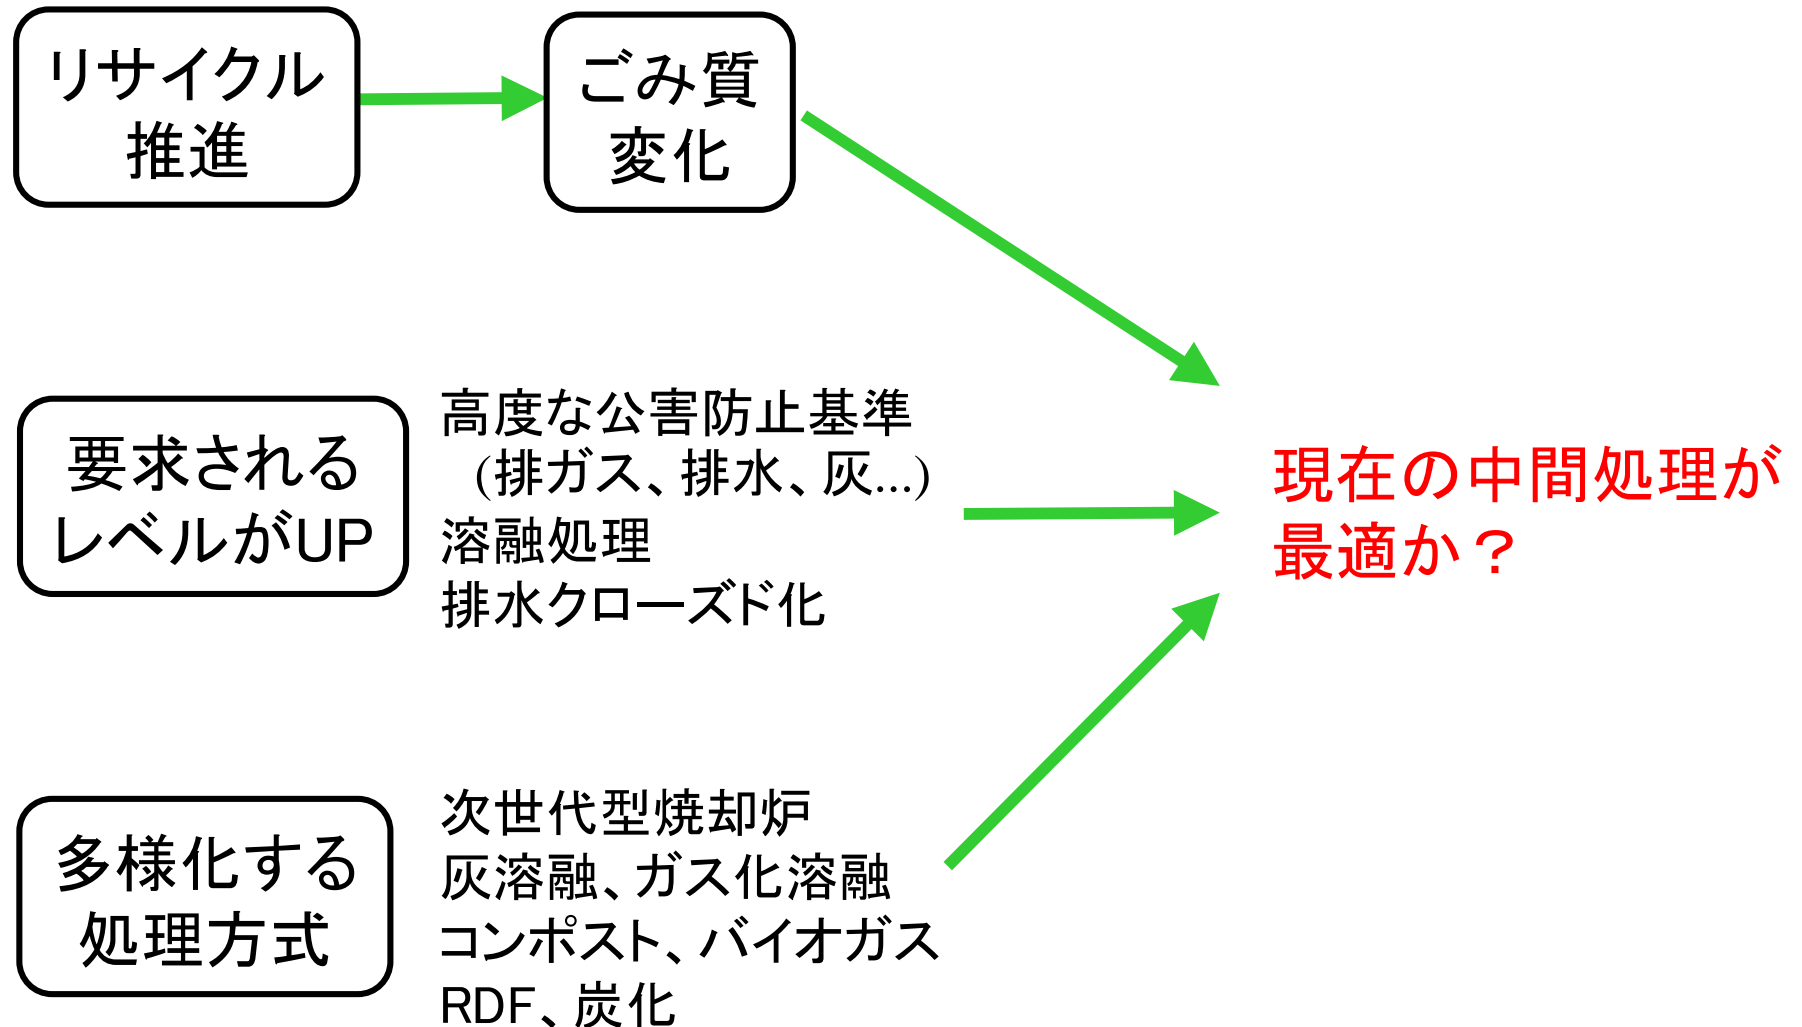 リサイクル
推進
ごみ質
変化
要求される
レベルがUP
高度な公害防止基準
(排ガス、排水、灰...)
溶融処理
排水クローズド化
現在の中間処理が
最適か？
多様化する
処理方式
次世代型焼却炉
灰溶融、ガス化溶融
コンポスト、バイオガス
RDF、炭化